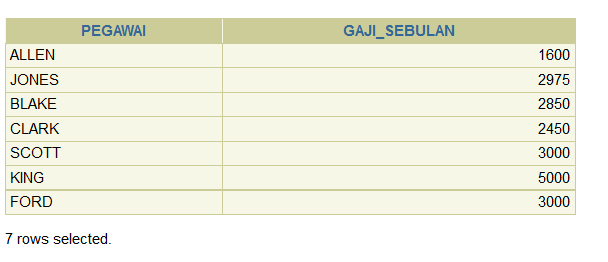 PEGAWAI GAJI_SEBULAN
ALLEN 1600
JONES 2975
BLAKE 2850
CLARK 2450
SCOTT 3000
KING 5000
FORD 3000
7 rows selected.